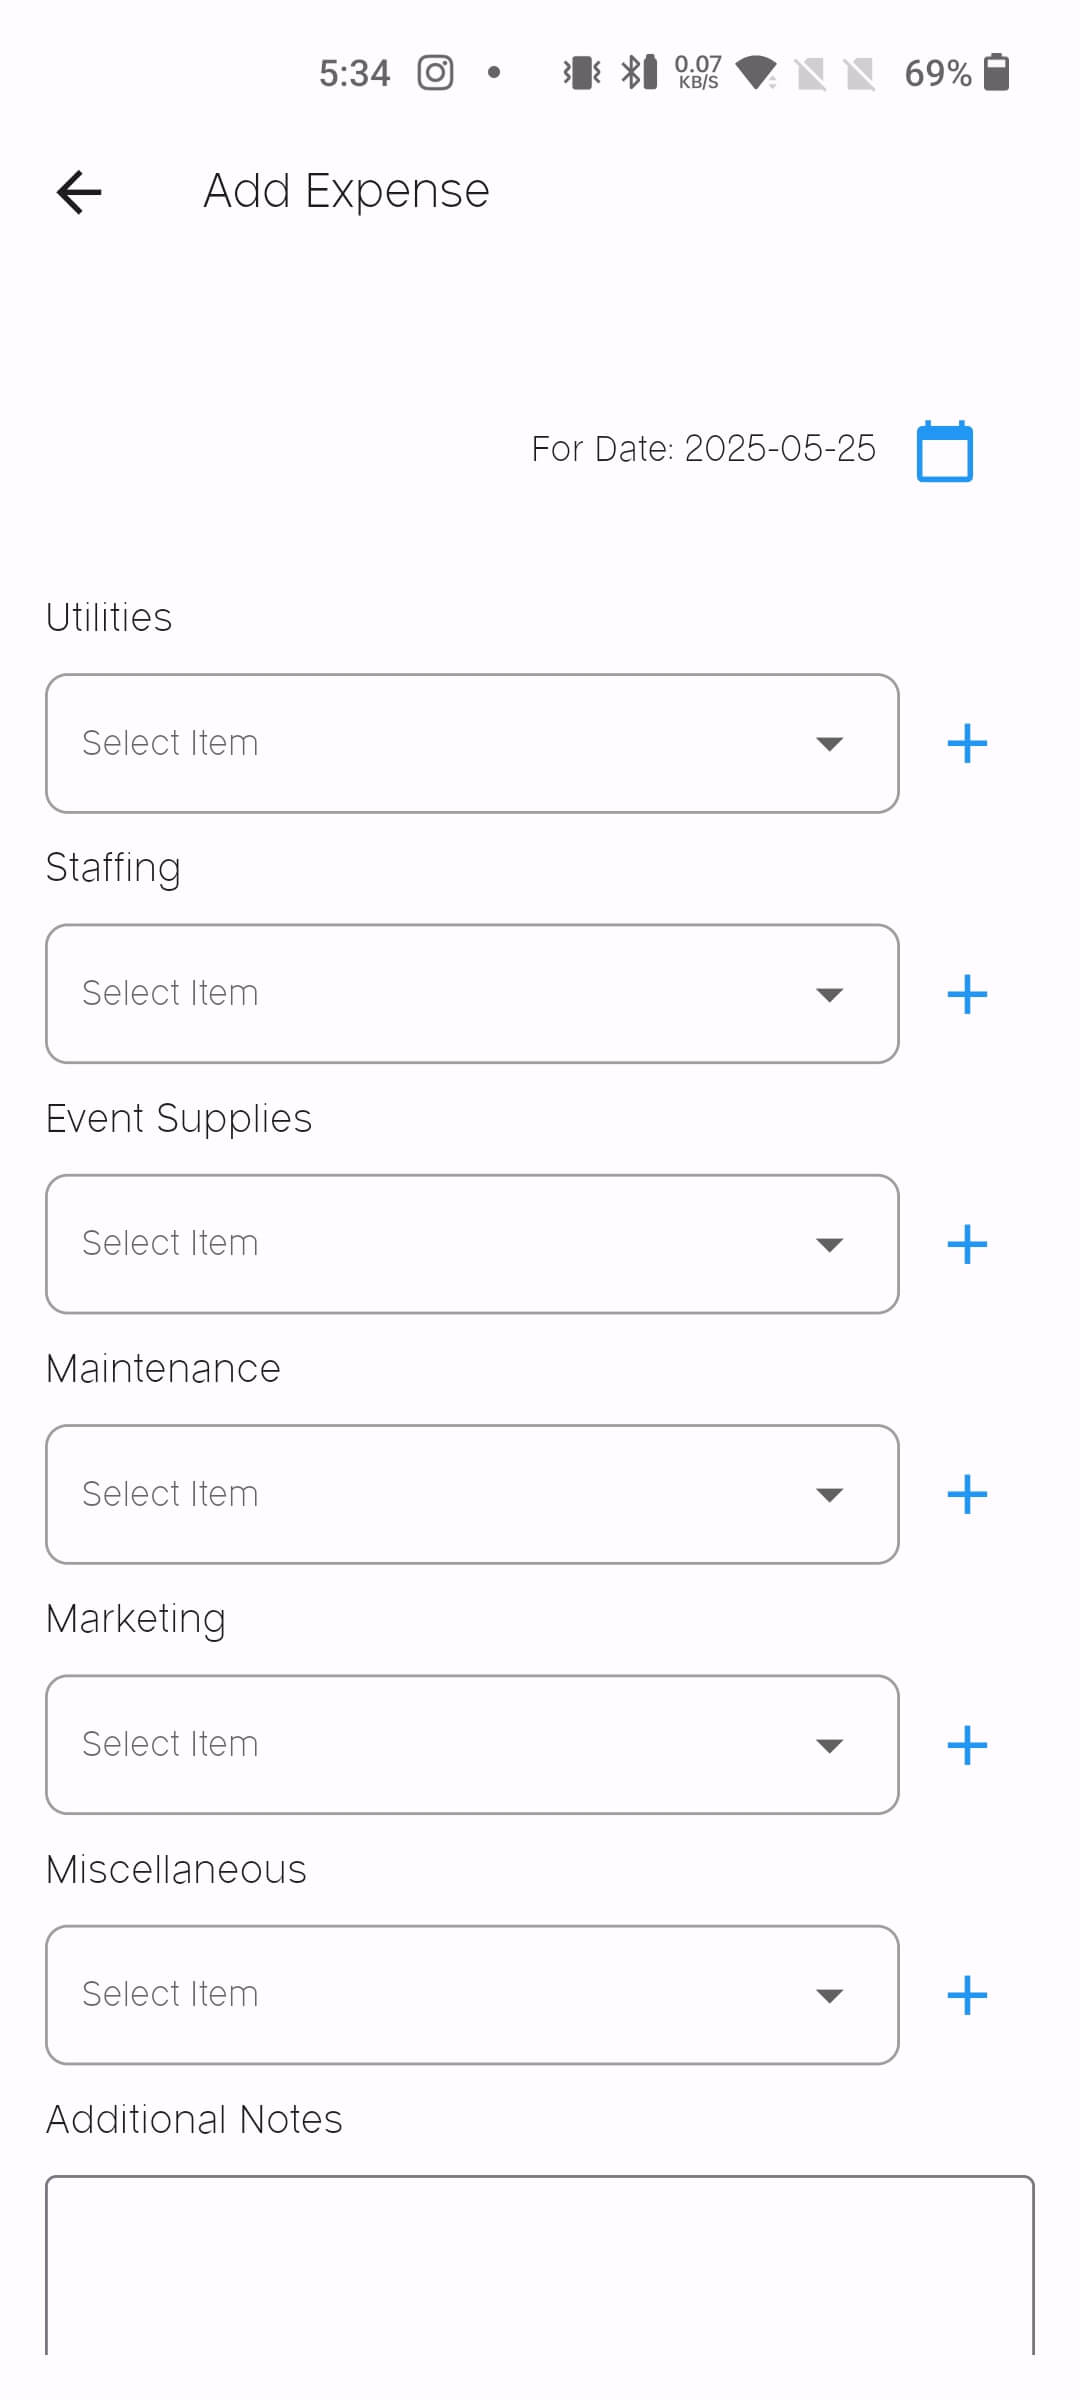 5:34 0.07 KB/S 69%
Add Expense
For Date: 2025-05-25
Utilities
Select Item
Staffing
Select Item
Event Supplies
Select Item
Maintenance
Select Item
Marketing
Select Item
Miscellaneous
Select Item
Additional Notes